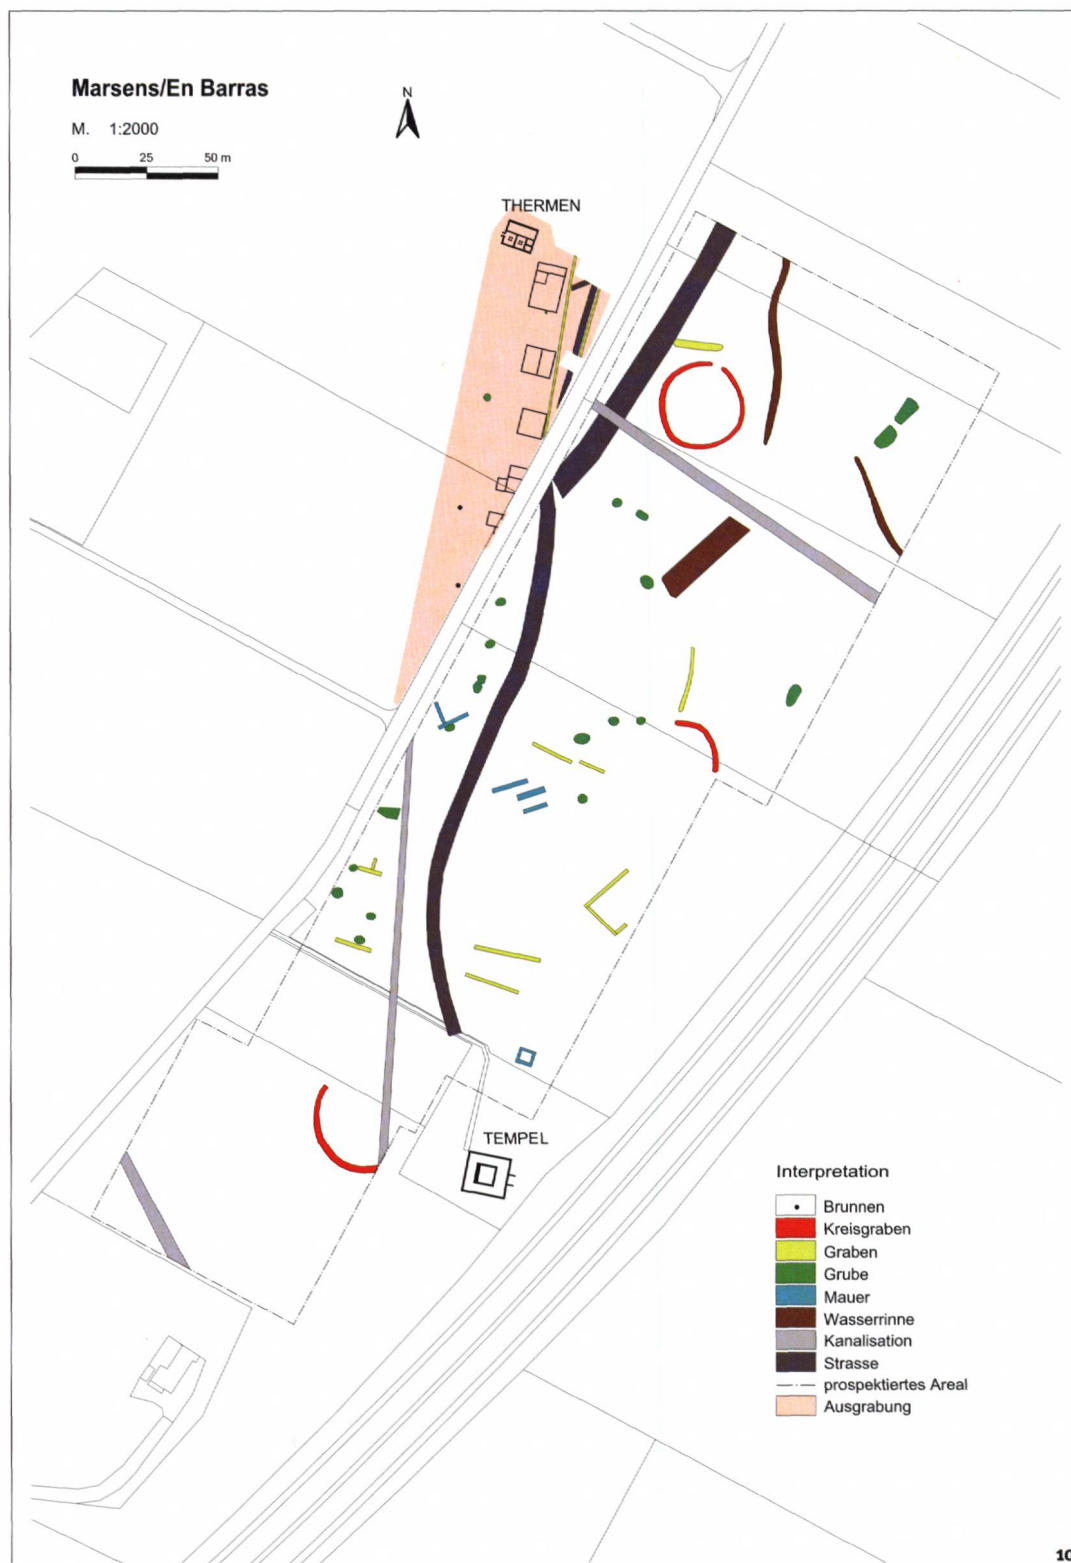 Marsens/En Barras
M. 1:2000
0 25 50 m
N
THERMEN
TEMPEL
Interpretation
Brunnen
Kreisgraben
Graben
Grube
Mauer
Wasserrinne
Kanalisation
Strasse
prospektiertes Areal
Ausgrabung
10